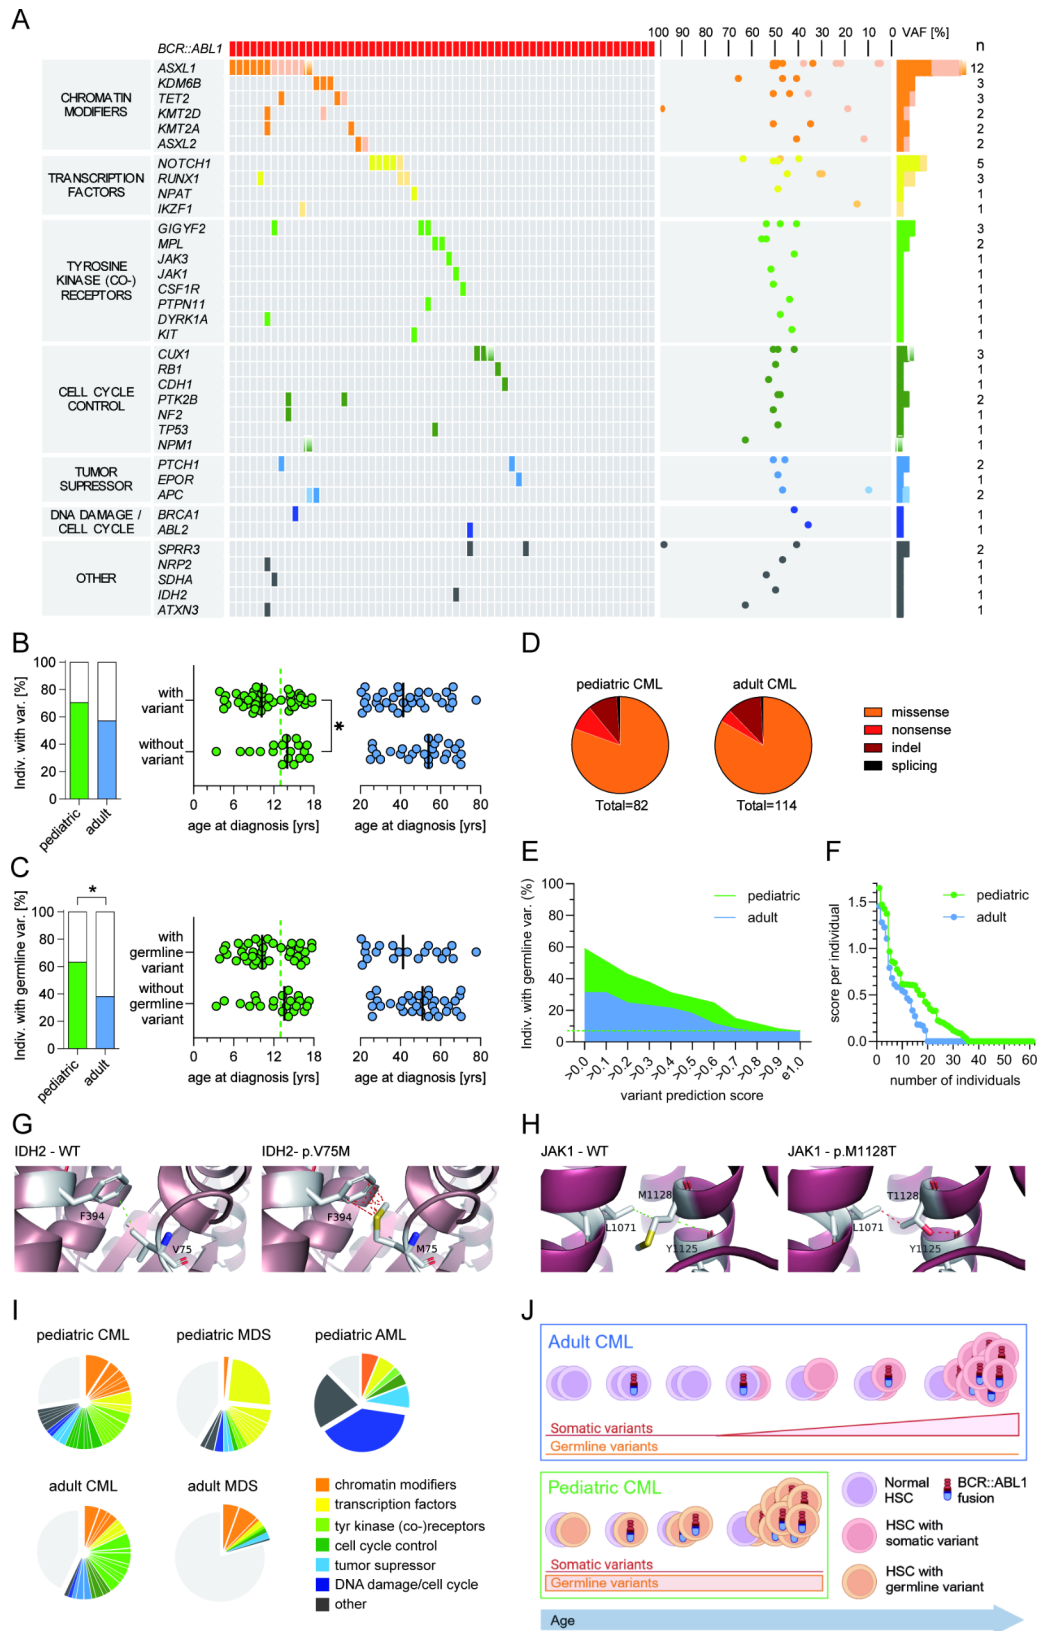 A
BCR::ABL1
100 90 80 70 60 50 40 30 20 10 0 VAF [%]
n
CHROMATIN
MODIFIERS
ASXL1 12
KDM6B 3
TET2 3
KMT2D 2
KMT2A 2
ASXL2 2
TRANSCRIPTION
FACTORS
NOTCH1 5
RUNX1 3
NPAT 1
IKZF1 1
TYROSINE
KINASE (CO-)
RECEPTORS
GIGYF2 3
MPL 2
JAK3 1
JAK1 1
CSF1R 1
PTPN11 1
DYRK1A 1
KIT 1
CELL CYCLE
CONTROL
CUX1 3
RB1 1
CDH1 1
PTK2B 2
NF2 1
TP53 1
NPM1 1
TUMOR
SUPRESSOR
PTCH1 2
EPOR 1
APC 2
DNA DAMAGE /
CELL CYCLE
BRCA1 1
ABL2 1
OTHER
SPRR3 2
NRP2 1
SDHA 1
IDH2 1
ATXN3 1
B
Indiv. with var. [%]
100
80
60
40
20
0
pediatric
adult
with
variant
without
variant
*
0 6 12 18
age at diagnosis [yrs]
20 40 60 80
age at diagnosis [yrs]
D
pediatric CML
adult CML
Total=82
Total=114
missense
nonsense
indel
splicing
C
Indiv. with germline var. [%]
*
100
80
60
40
20
0
pediatric
adult
with
germline
variant
without
germline
variant
0 6 12 18
age at diagnosis [yrs]
20 40 60 80
age at diagnosis [yrs]
E
Indiv. with germline var. (%)
100
80
60
40
20
0
pediatric
adult
>0.0 >0.1 >0.2 >0.3 >0.4 >0.5 >0.6 >0.7 >0.8 >0.9 e1.0
variant prediction score
F
score per individual
1.5
1.0
0.5
0.0
pediatric
adult
0 10 20 30 40 50 60
number of individuals
G
IDH2 - WT
F394
V75
IDH2- p.V75M
F394
M75
H
JAK1 - WT
M1128
L1071
Y1125
JAK1 - p.M1128T
T1128
L1071
Y1125
I
pediatric CML
pediatric MDS
pediatric AML
adult CML
adult MDS
chromatin modifiers
transcription factors
tyr kinase (co-)receptors
cell cycle control
tumor supressor
DNA damage/cell cycle
other
J
Adult CML
Somatic variants
Germline variants
Pediatric CML
Somatic variants
Germline variants
Normal
HSC
BCR::ABL1
fusion
HSC with
somatic variant
HSC with
germline variant
Age